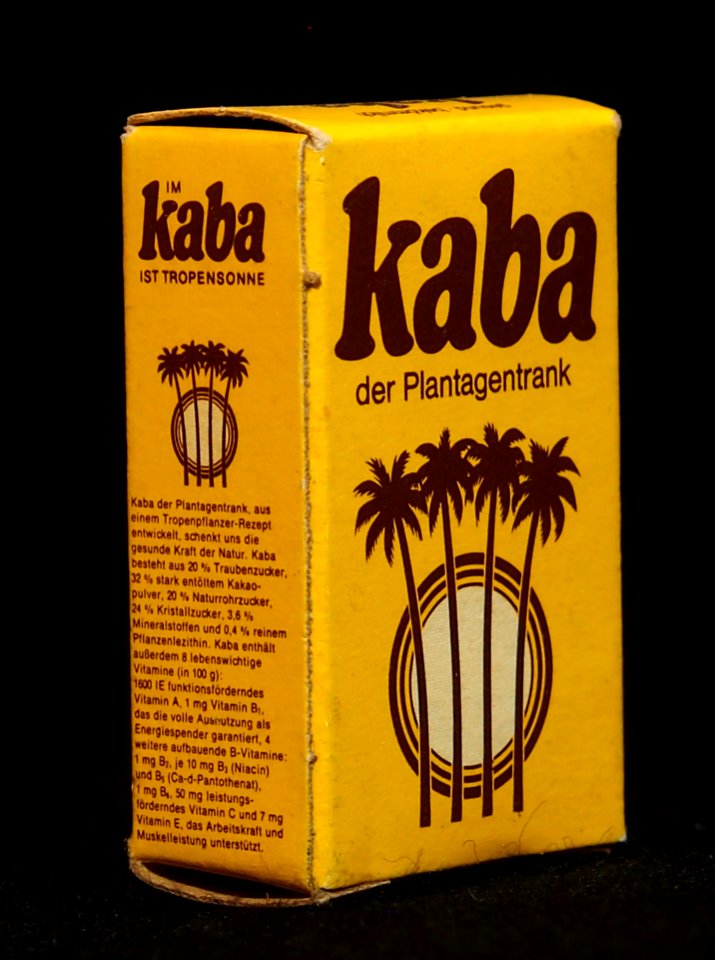 gesund · bekömmlich
IM
kaba
IST TROPENSONNE
Kaba der Plantagentrank, aus
einem Tropenpflanzer-Rezept
entwickelt, schenkt uns die
gesunde Kraft der Natur. Kaba
besteht aus 20 % Traubenzucker,
32 % stark entöltem Kakao-
pulver, 20 % Naturrohrzucker,
24 % Kristallzucker, 3,6 %
Mineralstoffen und 0,4 % reinem
Pflanzenlezithin. Kaba enthält
außerdem 8 lebenswichtige
Vitamine (in 100 g):
1600 IE funktionsförderndes
Vitamin A, 1 mg Vitamin B₁,
das die volle Ausnutzung als
Energiespender garantiert, 4
weitere aufbauende B-Vitamine:
1 mg B₂, je 10 mg B₃ (Niacin)
und B₅ (Ca-d-Pantothenat),
1 mg B₆, 50 mg leistungs-
förderndes Vitamin C und 7 mg
Vitamin E, das Arbeitskraft und
Muskelleistung unterstützt.
kaba
der Plantagentrank